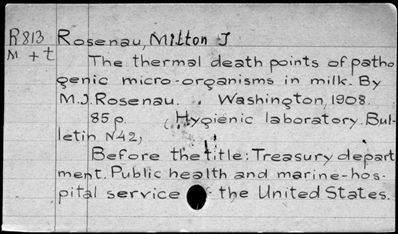 R813 Rosenau, Milton J
M + t
The thermal death points of patho
genic micro-organisms in milk. By
M.J. Rosenau. . Washington, 1908.
85 p. Hygienic laboratory. Bul-
letin N42,
Before the title: Treasury depart
ment. Public health and marine-hos-
pital service the United States.